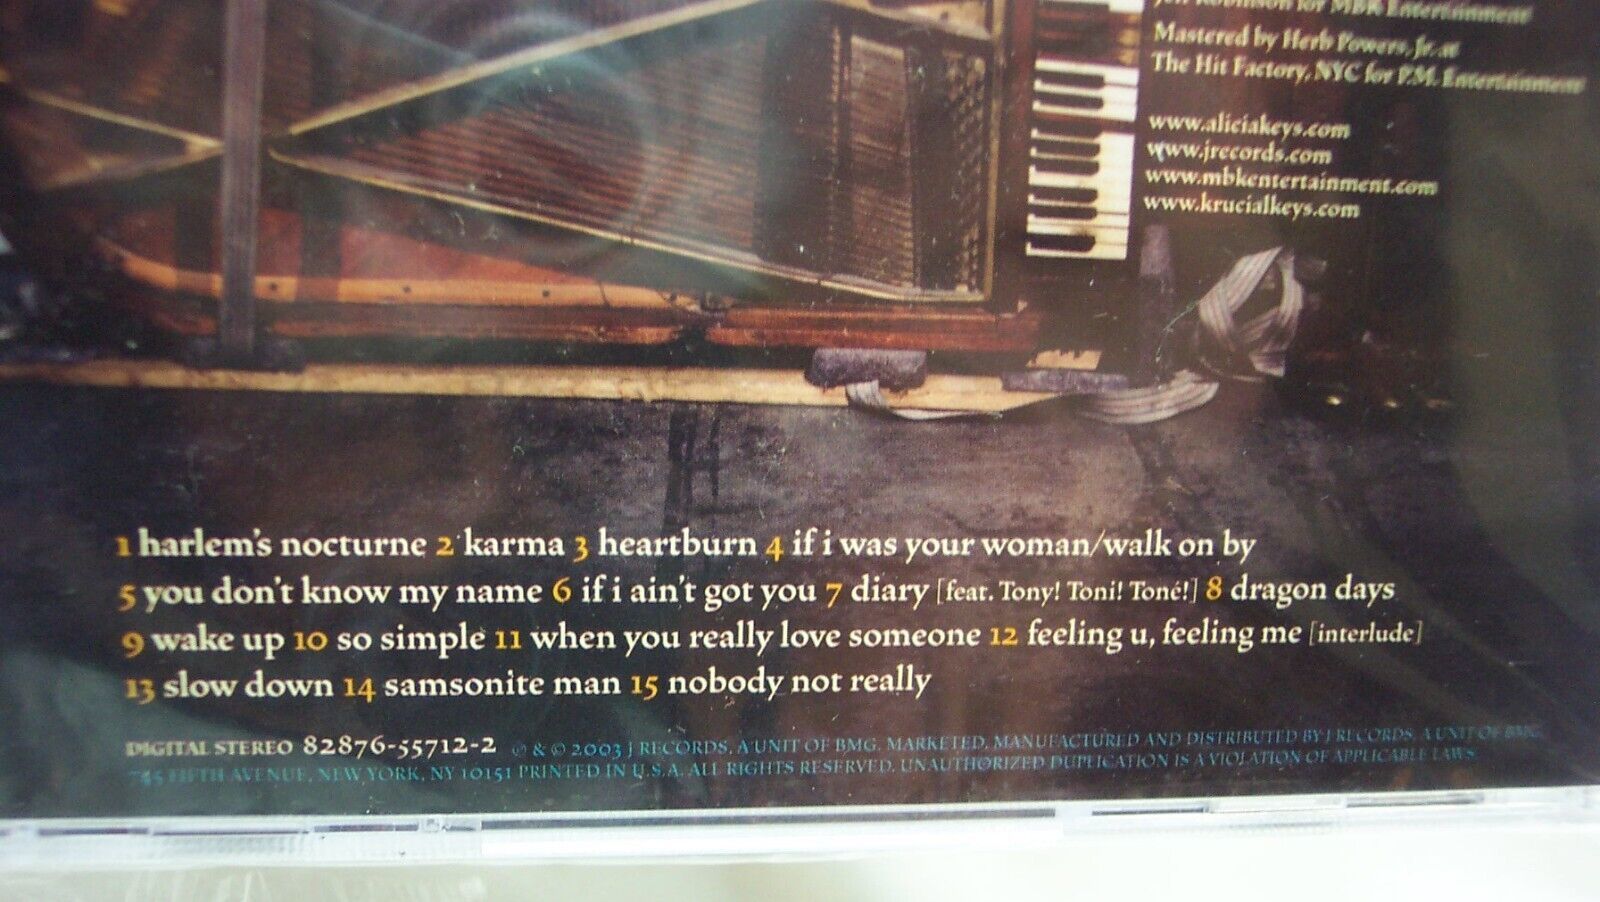 Jeff Robinson for MBK Entertainment
Mastered by Herb Powers, Jr. at
The Hit Factory, NYC for P.M. Entertainment
www.aliciakeys.com
www.jrecords.com
www.mbkentertainment.com
www.krucialkeys.com
1 harlem's nocturne 2 karma 3 heartburn 4 if i was your woman/walk on by
5 you don't know my name 6 if i ain't got you 7 diary [feat. Tony! Toni! Toné!] 8 dragon days
9 wake up 10 so simple 11 when you really love someone 12 feeling u, feeling me [interlude]
13 slow down 14 samsonite man 15 nobody not really
DIGITAL STEREO 82876-55712-2 ℗ & © 2003 J RECORDS, A UNIT OF BMG. MARKETED, MANUFACTURED AND DISTRIBUTED BY J RECORDS, A UNIT OF BMG,
745 FIFTH AVENUE, NEW YORK, NY 10151 PRINTED IN U.S.A. ALL RIGHTS RESERVED. UNAUTHORIZED DUPLICATION IS A VIOLATION OF APPLICABLE LAWS.